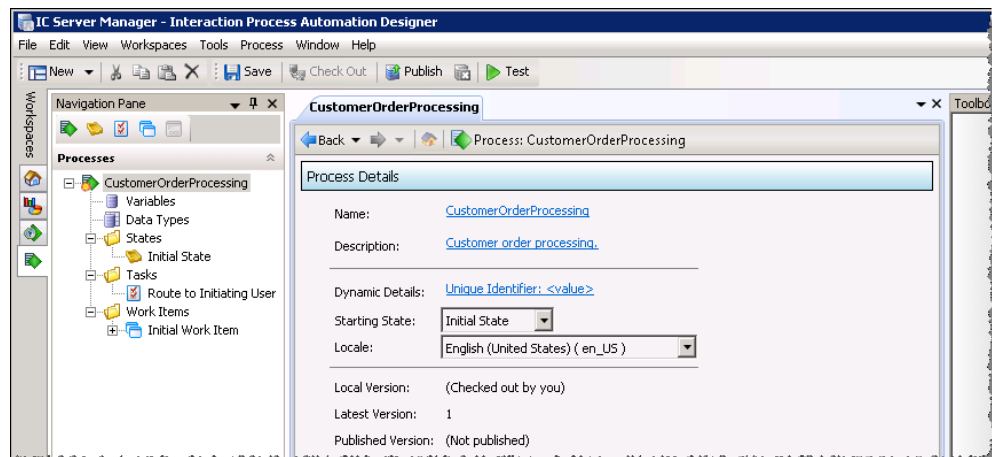 IC Server Manager - Interaction Process Automation Designer
File Edit View Workspaces Tools Process Window Help
New Save Check Out Publish Test
Workspaces
Navigation Pane
Processes
CustomerOrderProcessing
Variables
Data Types
States
Initial State
Tasks
Route to Initiating User
Work Items
Initial Work Item
CustomerOrderProcessing
Back Process: CustomerOrderProcessing
Process Details
Name: CustomerOrderProcessing
Description: Customer order processing.
Dynamic Details: Unique Identifier: <value>
Starting State: Initial State
Locale: English (United States) ( en_US )
Local Version: (Checked out by you)
Latest Version: 1
Published Version: (Not published)